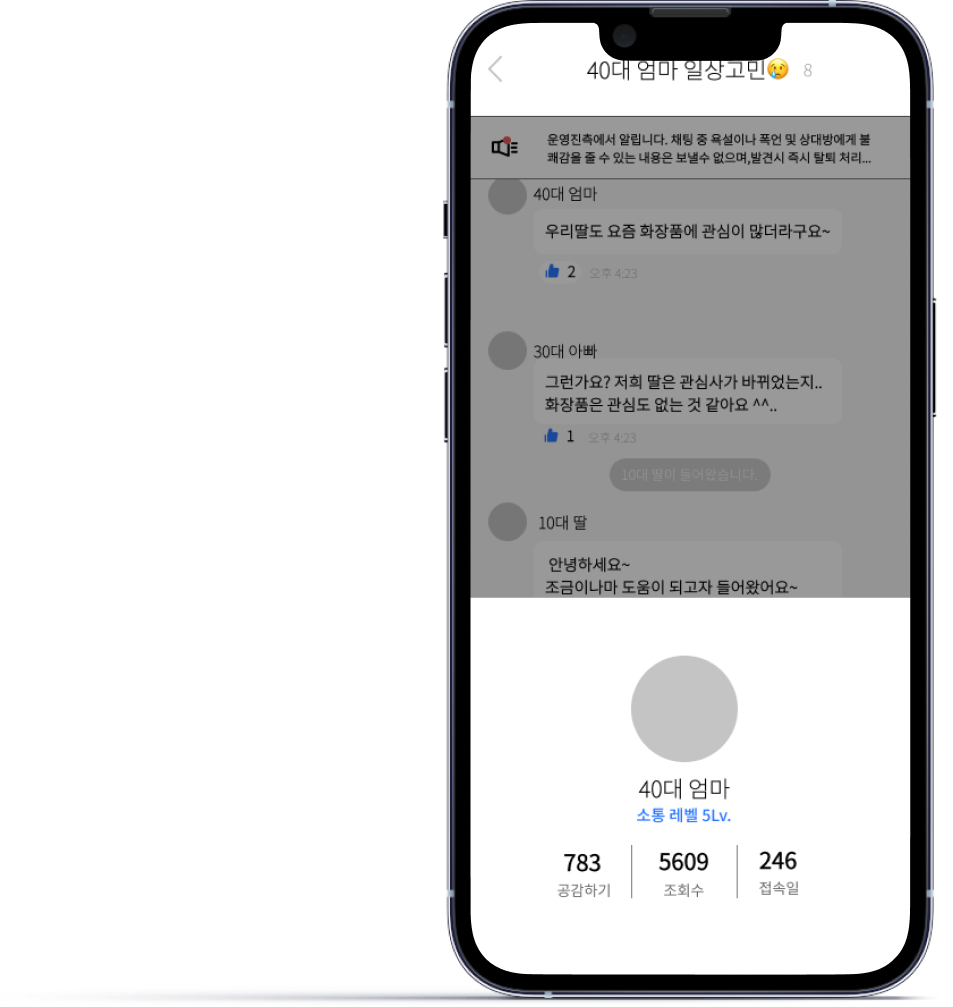 40대 엄마 일상고민😢 8
운영진측에서 알립니다. 채팅 중 욕설이나 폭언 및 상대방에게 불
쾌감을 줄 수 있는 내용은 보낼수 없으며,발견시 즉시 탈퇴 처리...
40대 엄마
우리딸도 요즘 화장품에 관심이 많더라구요~
2 오후 4:23
30대 아빠
그런가요? 저희 딸은 관심사가 바뀌었는지..
화장품은 관심도 없는 것 같아요 ^^..
1 오후 4:23
10대 딸이 들어왔습니다.
10대 딸
안녕하세요~
조금이나마 도움이 되고자 들어왔어요~
40대 엄마
소통 레벨 5Lv.
783 5609 246
공감하기 조회수 접속일